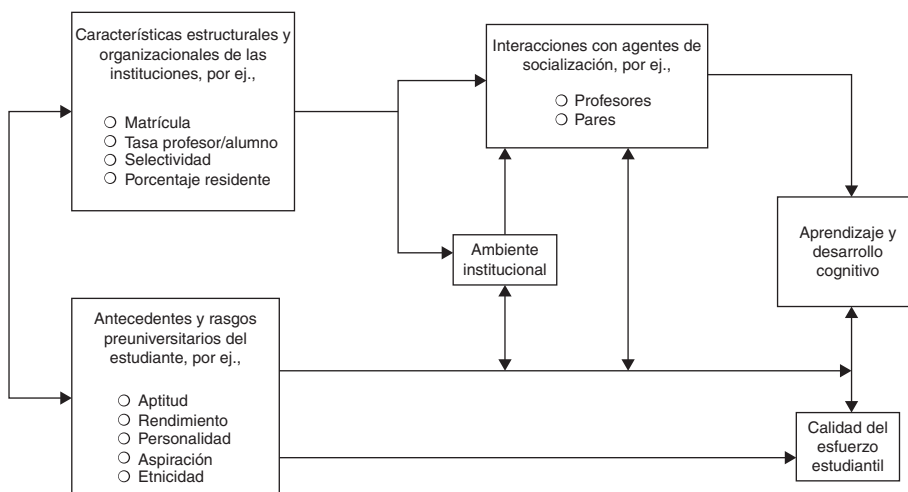 Características estructurales y
organizacionales de las
instituciones, por ej.,
Matrícula
Tasa profesor/alumno
Selectividad
Porcentaje residente
Interacciones con agentes de
socialización, por ej.,
Profesores
Pares
Ambiente
institucional
Aprendizaje y
desarrollo
cognitivo
Antecedentes y rasgos
preuniversitarios del
estudiante, por ej.,
Aptitud
Rendimiento
Personalidad
Aspiración
Etnicidad
Calidad del
esfuerzo
estudiantil